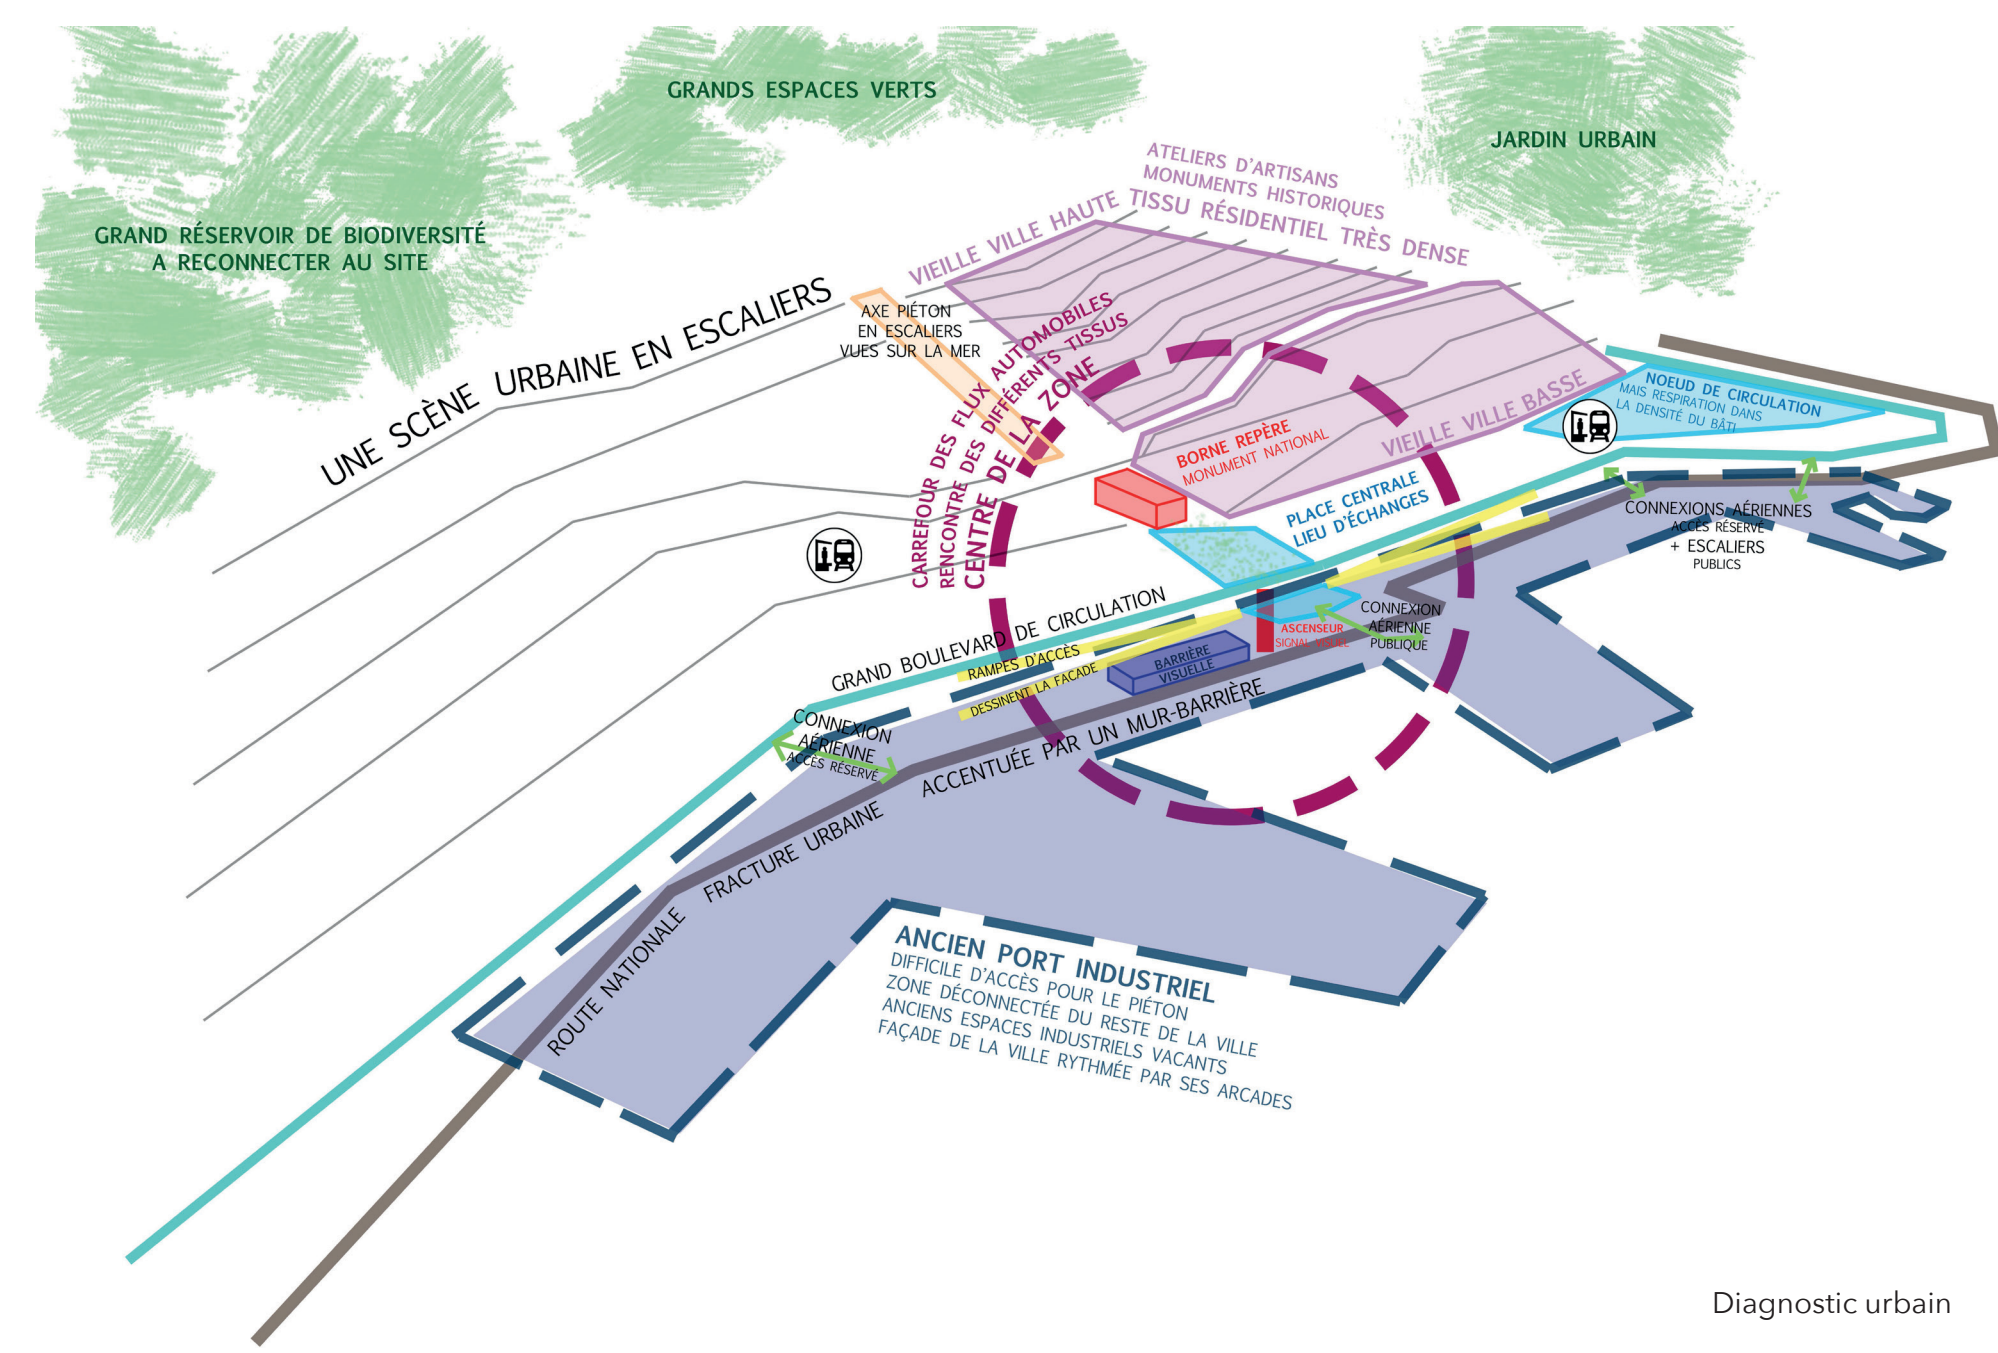 GRANDS ESPACES VERTS
JARDIN URBAIN
GRAND RÉSERVOIR DE BIODIVERSITÉ
A RECONNECTER AU SITE
ATELIERS D'ARTISANS
MONUMENTS HISTORIQUES
TISSU RÉSIDENTIEL TRÈS DENSE
VIEILLE VILLE HAUTE
UNE SCÈNE URBAINE EN ESCALIERS
AXE PIÉTON
EN ESCALIERS
VUES SUR LA MER
CARREFOUR DES FLUX AUTOMOBILES
RENCONTRE DES DIFFÉRENTS TISSUS
CENTRE DE LA ZONE
VIEILLE VILLE BASSE
NOEUD DE CIRCULATION
MAIS RESPIRATION DANS
LA DENSITÉ DU BÂTI
BORNE REPÈRE
MONUMENT NATIONAL
PLACE CENTRALE
LIEU D'ÉCHANGES
CONNEXIONS AÉRIENNES
ACCÈS RÉSERVÉ
+ ESCALIERS
PUBLICS
GRAND BOULEVARD DE CIRCULATION
RAMPES D'ACCÈS
DESSINENT LA FACADE
BARRIÈRE
VISUELLE
ASCENSEUR
SIGNAL VISUEL
CONNEXION
AÉRIENNE
PUBLIQUE
CONNEXION
AÉRIENNE
ACCÈS RÉSERVÉ
ROUTE NATIONALE
FRACTURE URBAINE
ACCENTUÉE PAR UN MUR-BARRIÈRE
ANCIEN PORT INDUSTRIEL
DIFFICILE D'ACCÈS POUR LE PIÉTON
ZONE DÉCONNECTÉE DU RESTE DE LA VILLE
ANCIENS ESPACES INDUSTRIELS VACANTS
FAÇADE DE LA VILLE RYTHMÉE PAR SES ARCADES
Diagnostic urbain